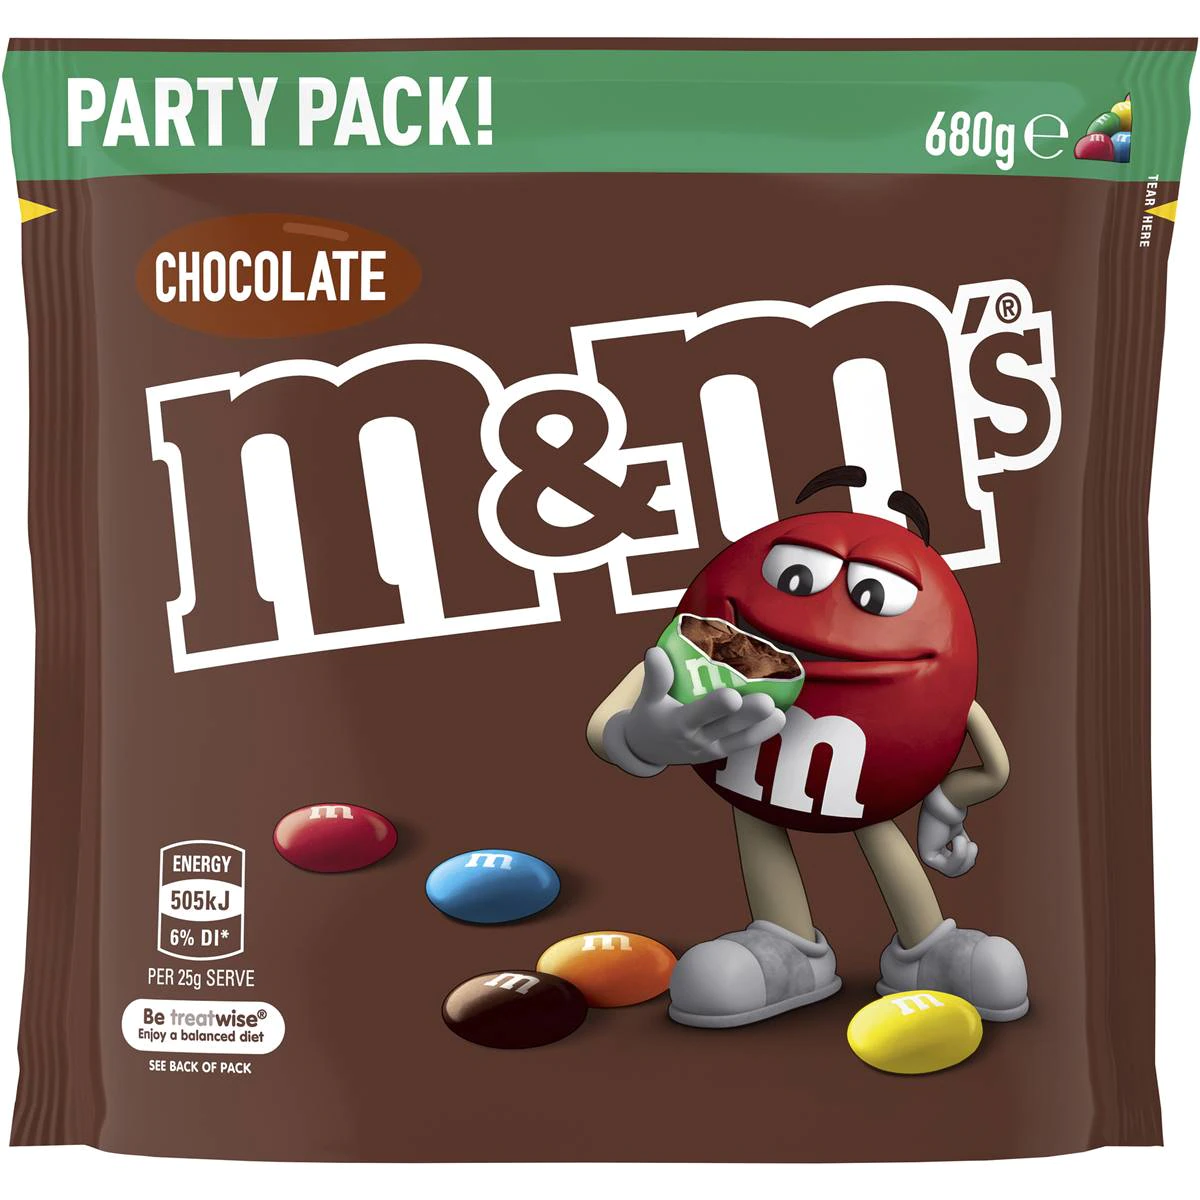 PARTY PACK!
680g ℮
TEAR HERE
CHOCOLATE
m&m's®
m
m
m
m
m
m
m
ENERGY
505kJ
6% DI*
PER 25g SERVE
Be treatwise®
Enjoy a balanced diet
SEE BACK OF PACK